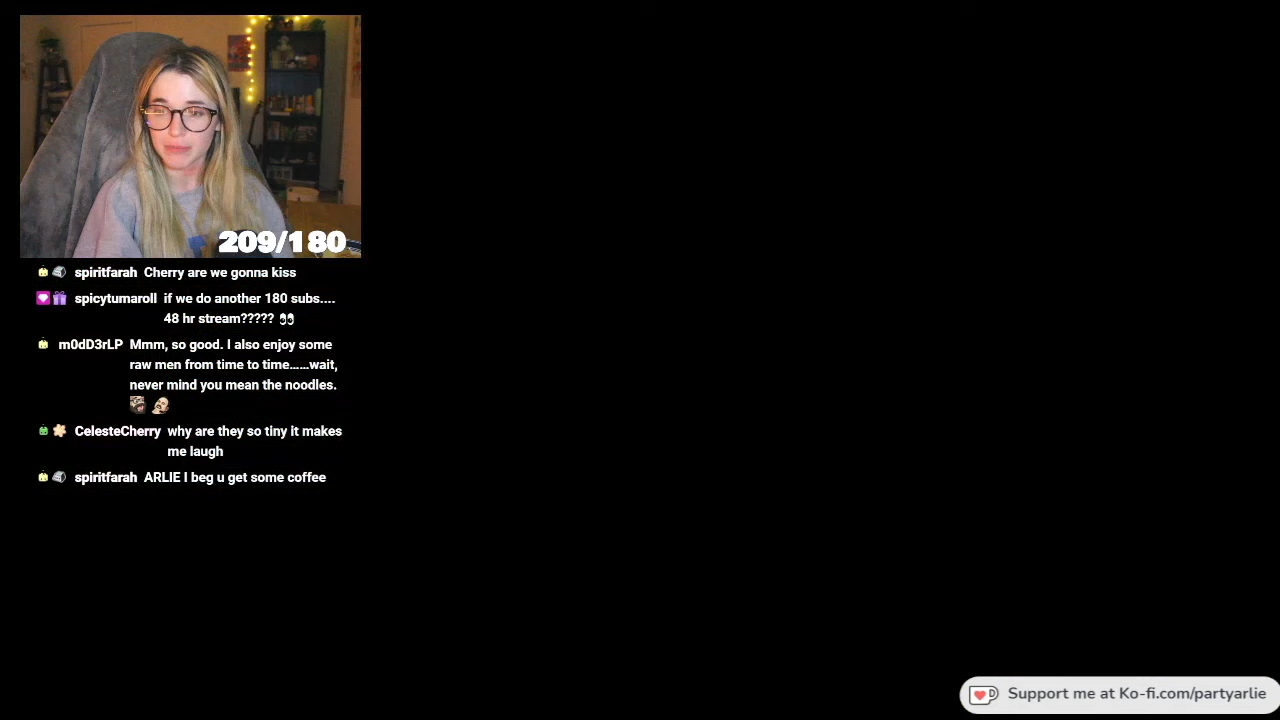 209/180
spiritfarah Cherry are we gonna kiss
spicytumaroll if we do another 180 subs....
48 hr stream?????
m0dD3rLP Mmm, so good. I also enjoy some
raw men from time to time......wait,
never mind you mean the noodles.
CelesteCherry why are they so tiny it makes
me laugh
spiritfarah ARLIE I beg u get some coffee
Support me at Ko-fi.com/partyarlie